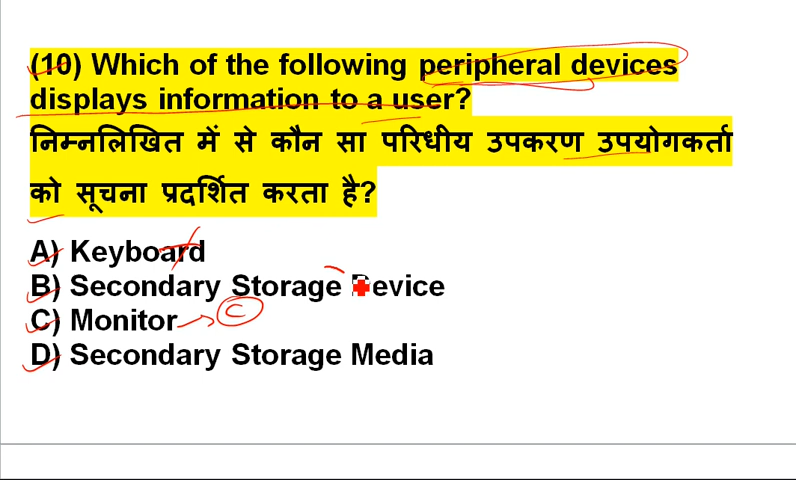 (10) Which of the following peripheral devices
displays information to a user?
निम्नलिखित में से कौन सा परिधीय उपकरण उपयोगकर्ता
को सूचना प्रदर्शित करता है?
A) Keyboard
B) Secondary Storage Device
C) Monitor C
D) Secondary Storage Media